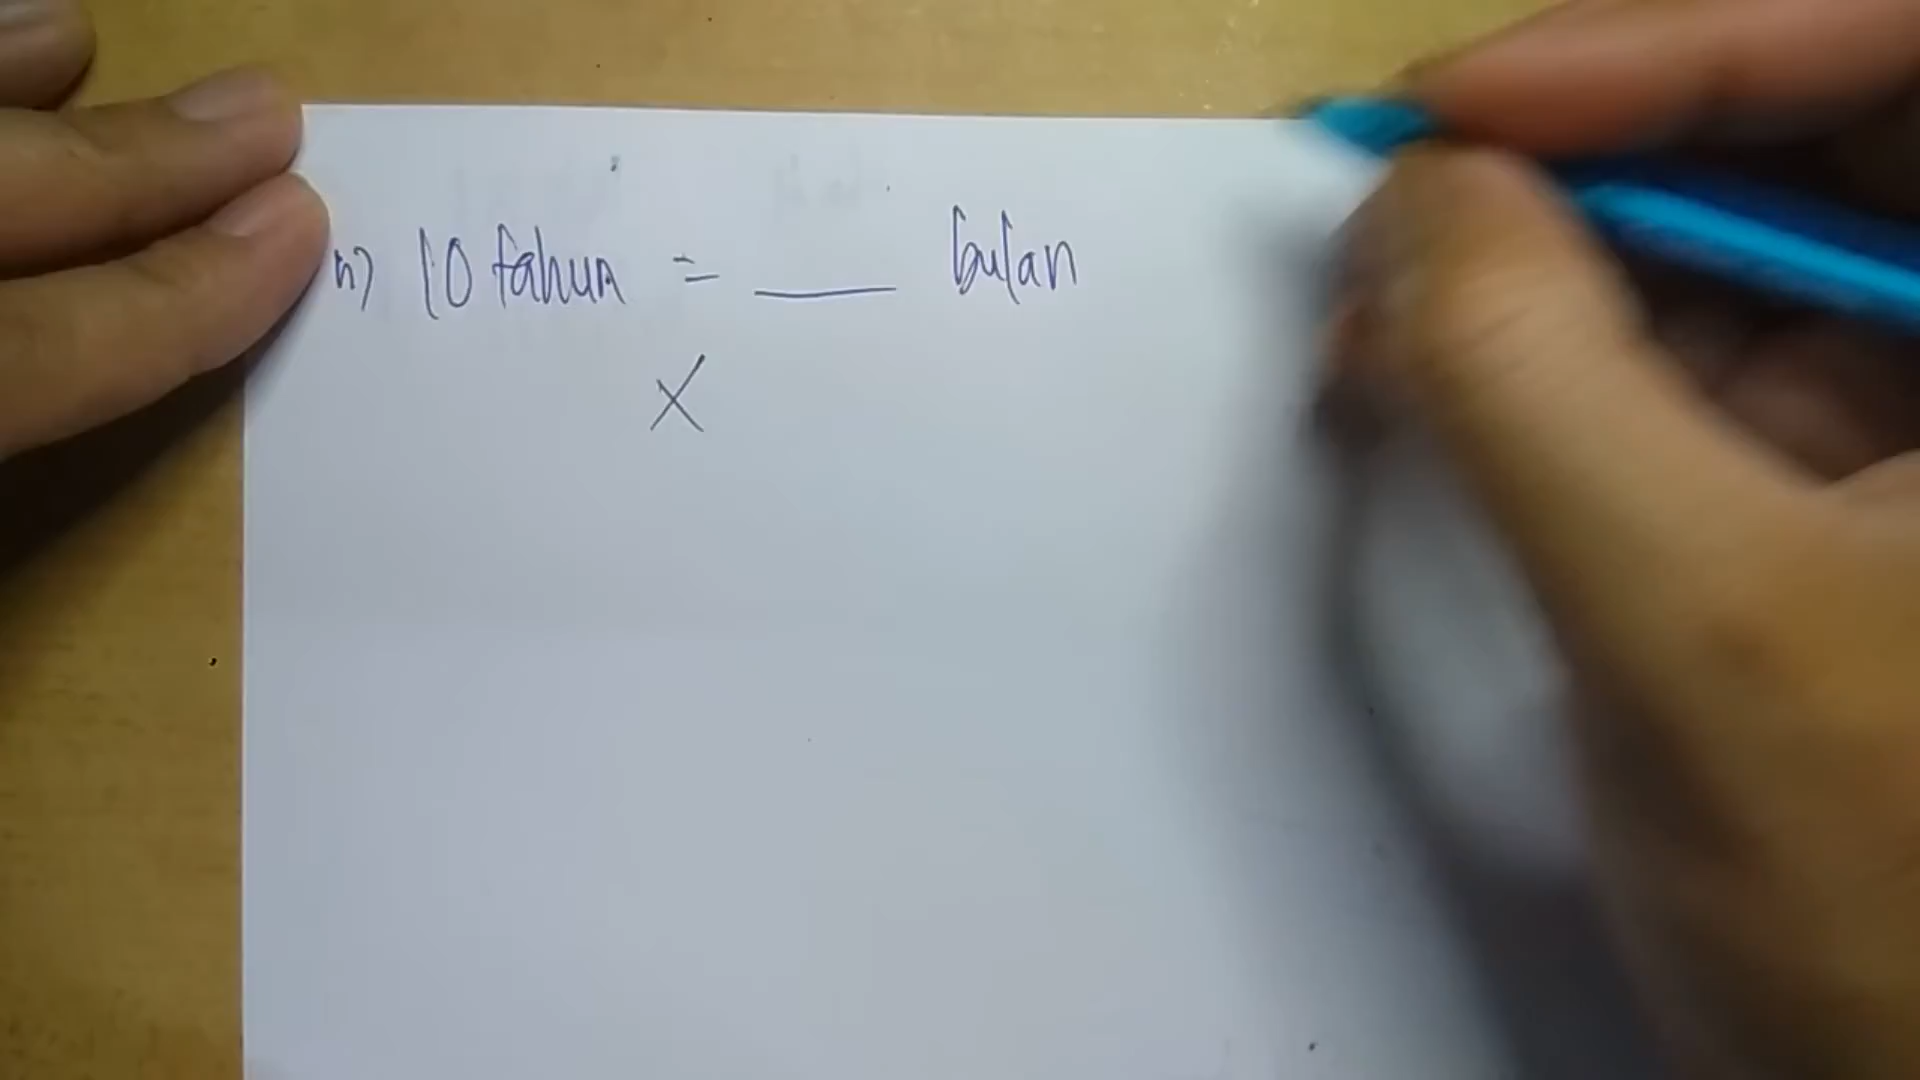 n) 10 tahun = ___ bulan
X